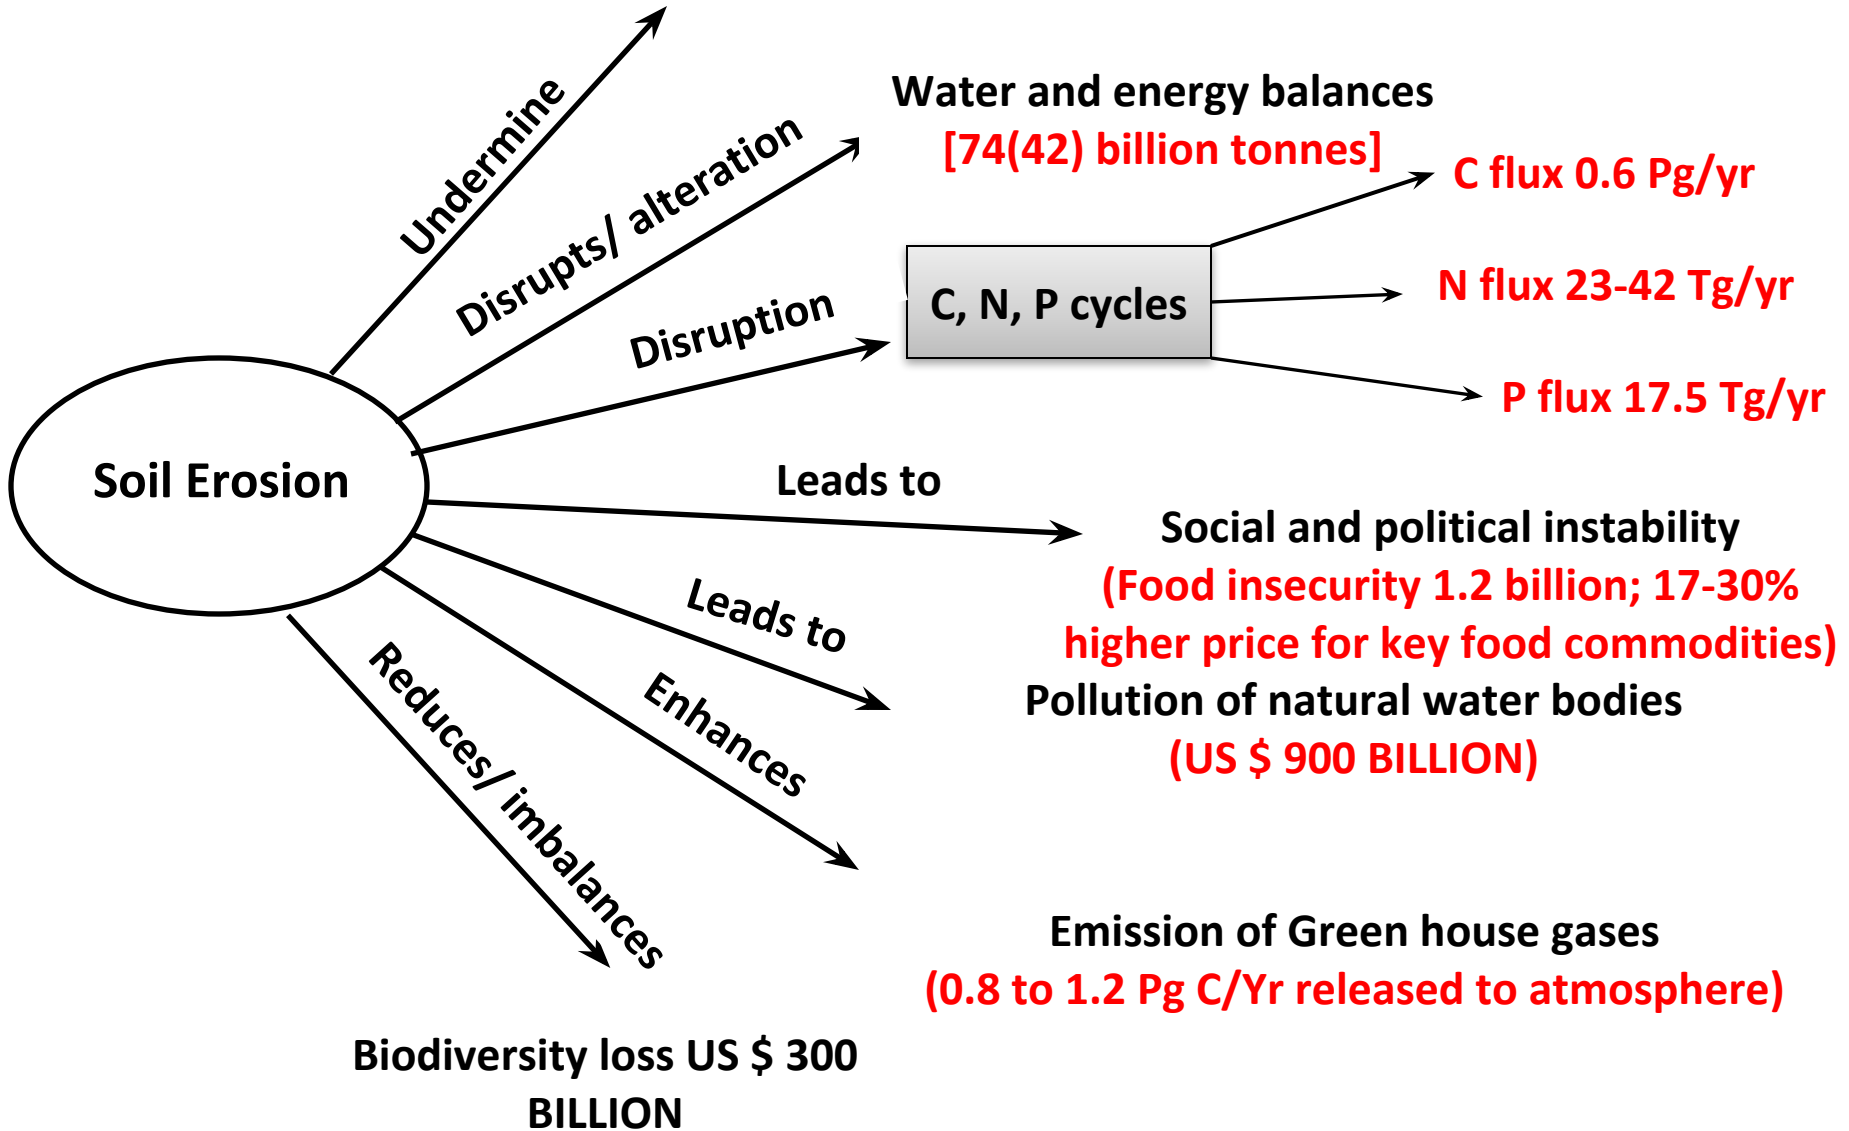 Undermine
Disrupts/ alteration
Water and energy balances
[74(42) billion tonnes]
Disruption
C, N, P cycles
C flux 0.6 Pg/yr
N flux 23-42 Tg/yr
P flux 17.5 Tg/yr
Soil Erosion
Leads to
Social and political instability
(Food insecurity 1.2 billion; 17-30%
higher price for key food commodities)
Leads to
Pollution of natural water bodies
(US $ 900 BILLION)
Enhances
Emission of Green house gases
(0.8 to 1.2 Pg C/Yr released to atmosphere)
Reduces/ imbalances
Biodiversity loss US $ 300
BILLION